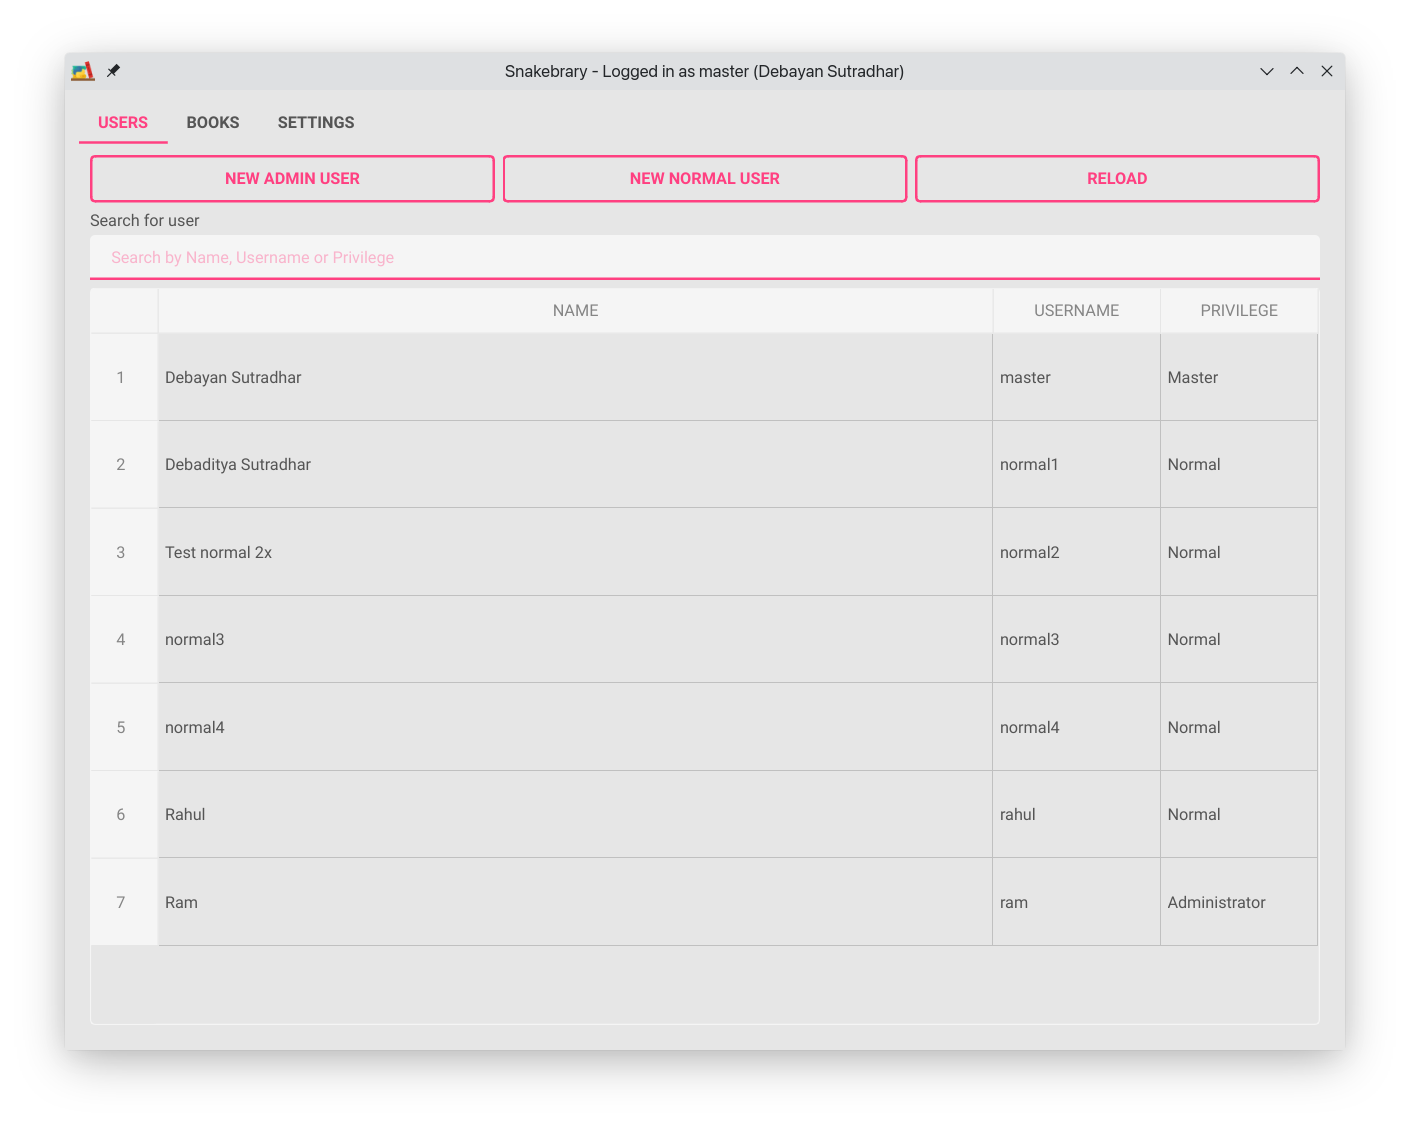 Snakebrary - Logged in as master (Debayan Sutradhar)
USERS BOOKS SETTINGS
NEW ADMIN USER NEW NORMAL USER RELOAD
Search for user
Search by Name, Username or Privilege
NAME USERNAME PRIVILEGE
1 Debayan Sutradhar master Master
2 Debaditya Sutradhar normal1 Normal
3 Test normal 2x normal2 Normal
4 normal3 normal3 Normal
5 normal4 normal4 Normal
6 Rahul rahul Normal
7 Ram ram Administrator